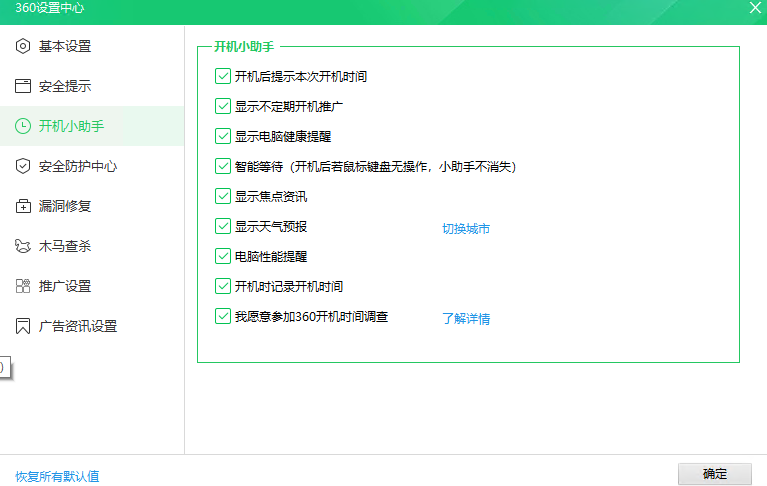 360设置中心
基本设置
安全提示
开机小助手
安全防护中心
漏洞修复
木马查杀
推广设置
广告资讯设置
)
开机小助手
开机后提示本次开机时间
显示不定期开机推广
显示电脑健康提醒
智能等待（开机后若鼠标键盘无操作，小助手不消失）
显示焦点资讯
显示天气预报 切换城市
电脑性能提醒
开机时记录开机时间
我愿意参加360开机时间调查 了解详情
恢复所有默认值
确定